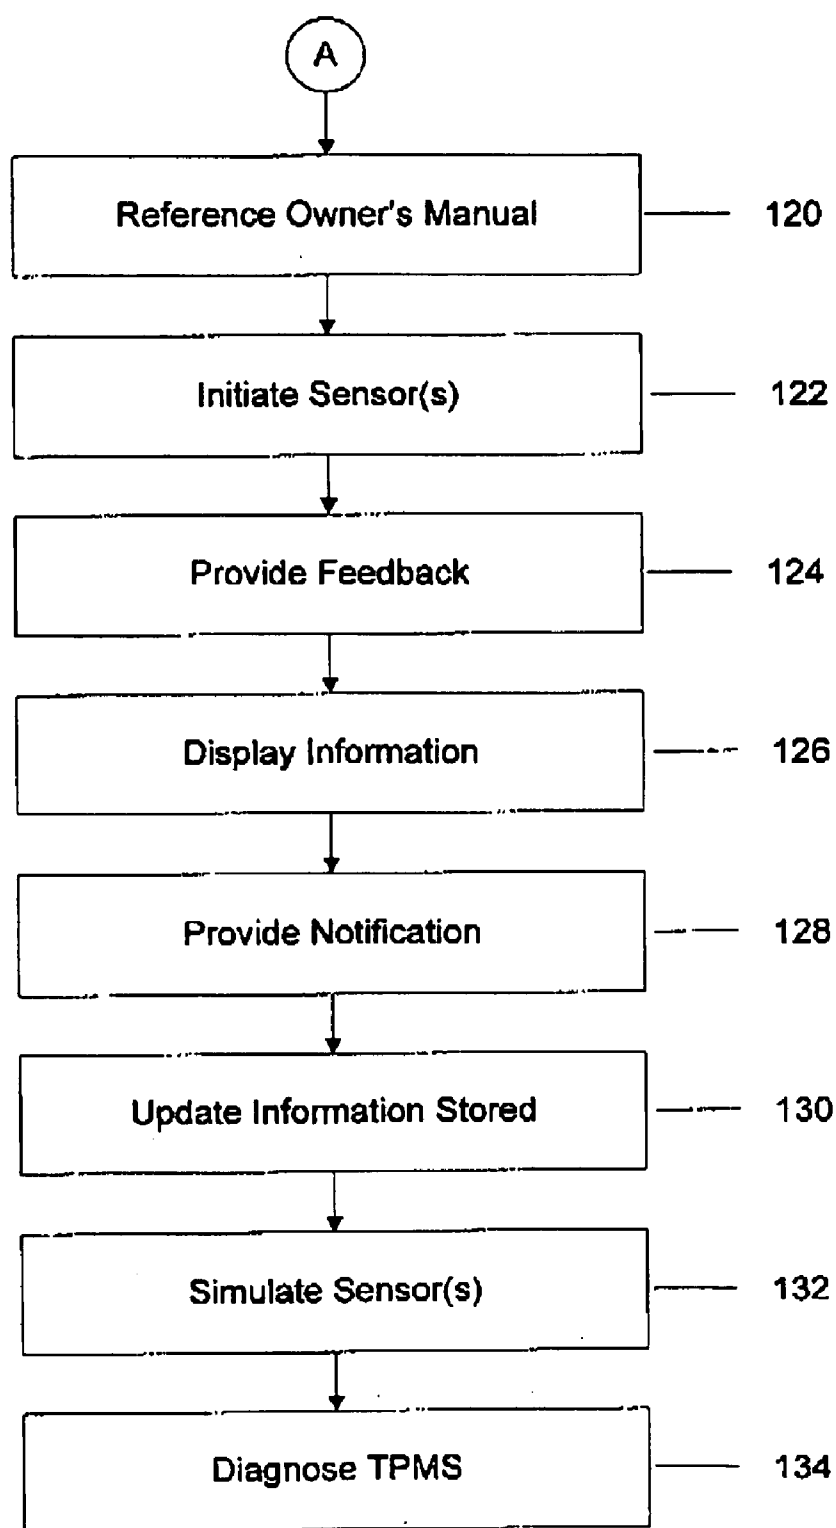 A
Reference Owner's Manual 120
Initiate Sensor(s) 122
Provide Feedback 124
Display Information 126
Provide Notification 128
Update Information Stored 130
Simulate Sensor(s) 132
Diagnose TPMS 134